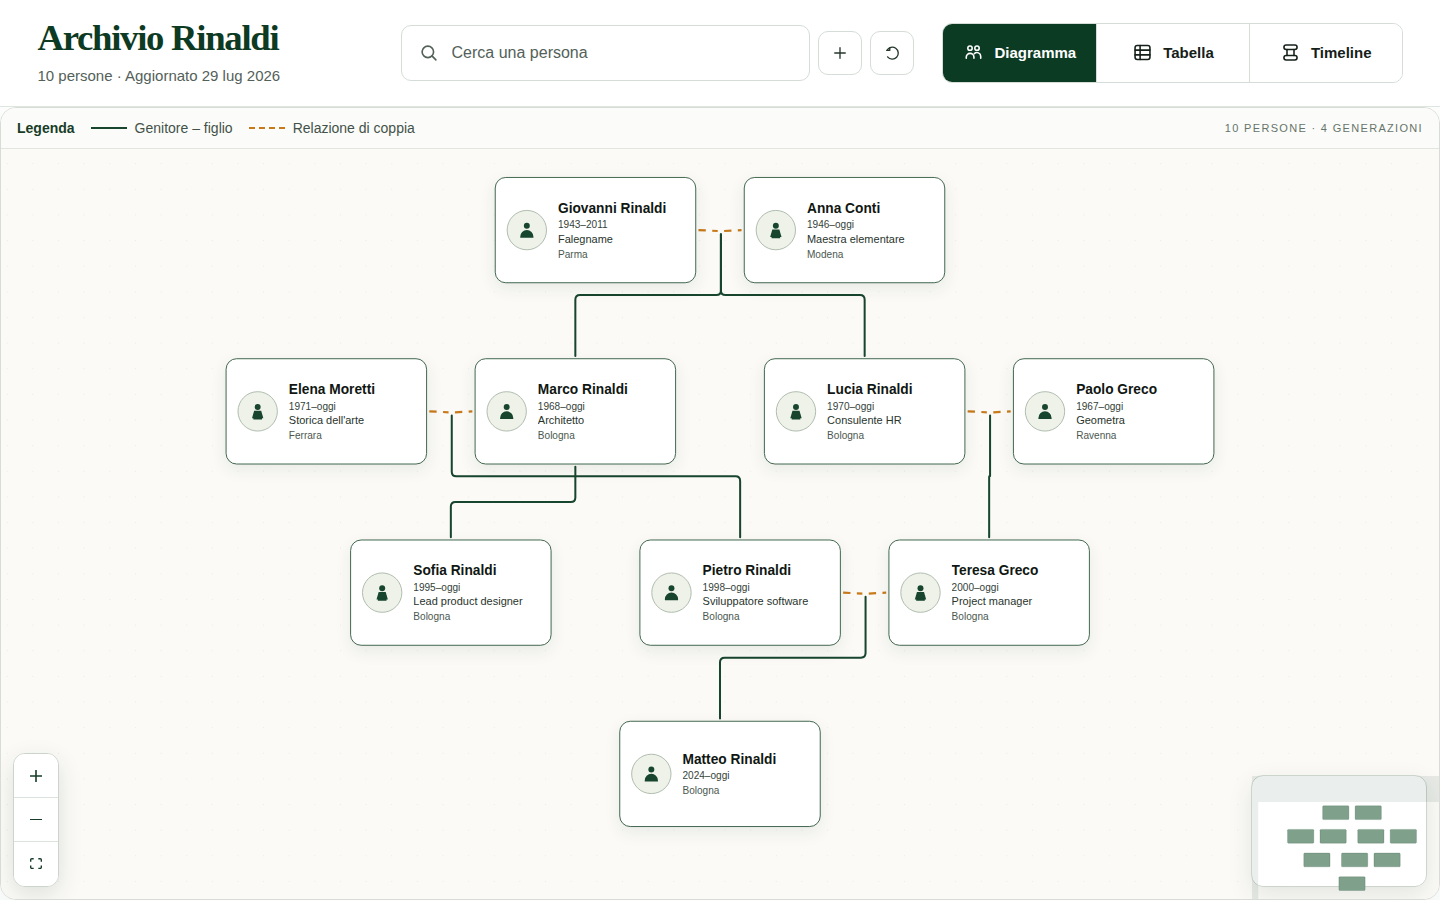 Archivio Rinaldi
10 persone · Aggiornato 29 lug 2026
Cerca una persona
Diagramma
Tabella
Timeline
Legenda
Genitore – figlio
Relazione di coppia
10 PERSONE · 4 GENERAZIONI
Giovanni Rinaldi
1943–2011
Falegname
Parma
Anna Conti
1946–oggi
Maestra elementare
Modena
Elena Moretti
1971–oggi
Storica dell'arte
Ferrara
Marco Rinaldi
1968–oggi
Architetto
Bologna
Lucia Rinaldi
1970–oggi
Consulente HR
Bologna
Paolo Greco
1967–oggi
Geometra
Ravenna
Sofia Rinaldi
1995–oggi
Lead product designer
Bologna
Pietro Rinaldi
1998–oggi
Sviluppatore software
Bologna
Teresa Greco
2000–oggi
Project manager
Bologna
Matteo Rinaldi
2024–oggi
Bologna